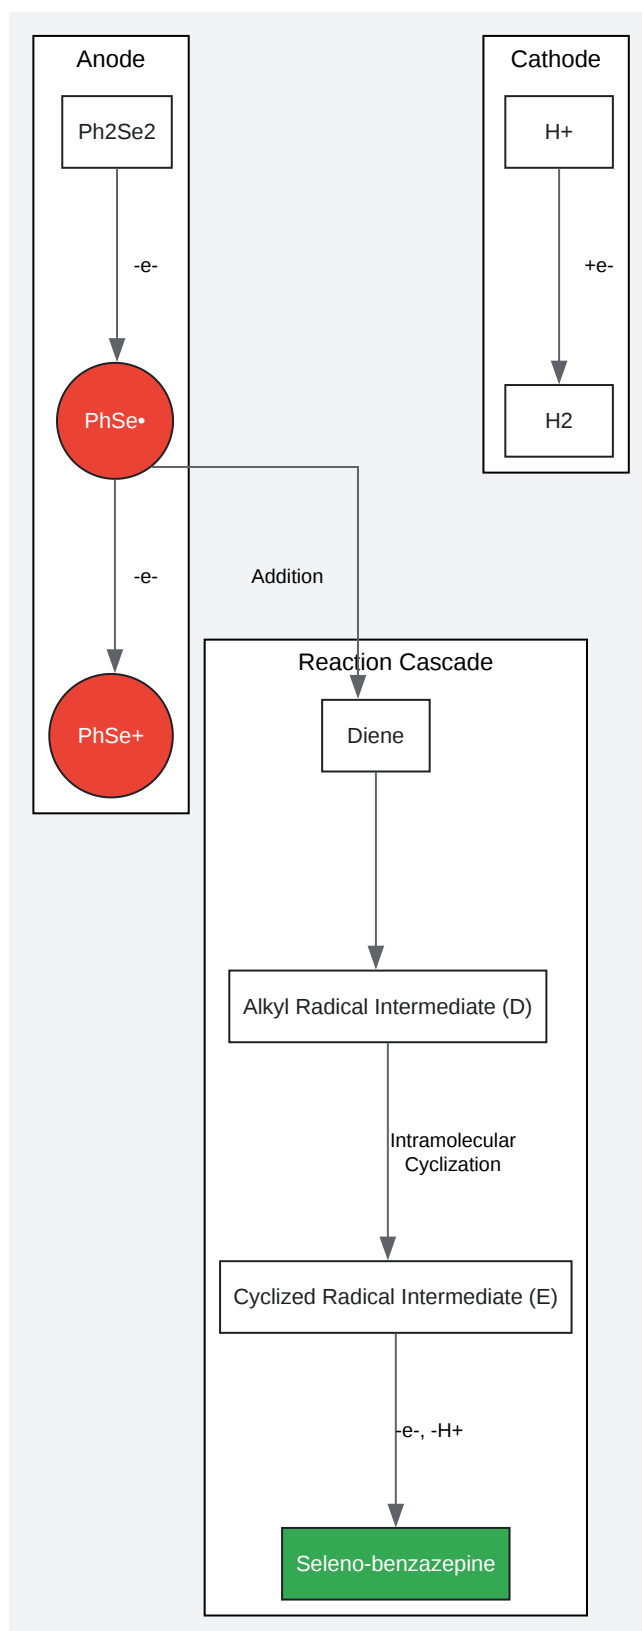 Anode
Ph2Se2
-e-
PhSe•
-e-
PhSe+
Cathode
H+
+e-
H2
Addition
Reaction Cascade
Diene
Alkyl Radical Intermediate (D)
Intramolecular
Cyclization
Cyclized Radical Intermediate (E)
-e-, -H+
Seleno-benzazepine